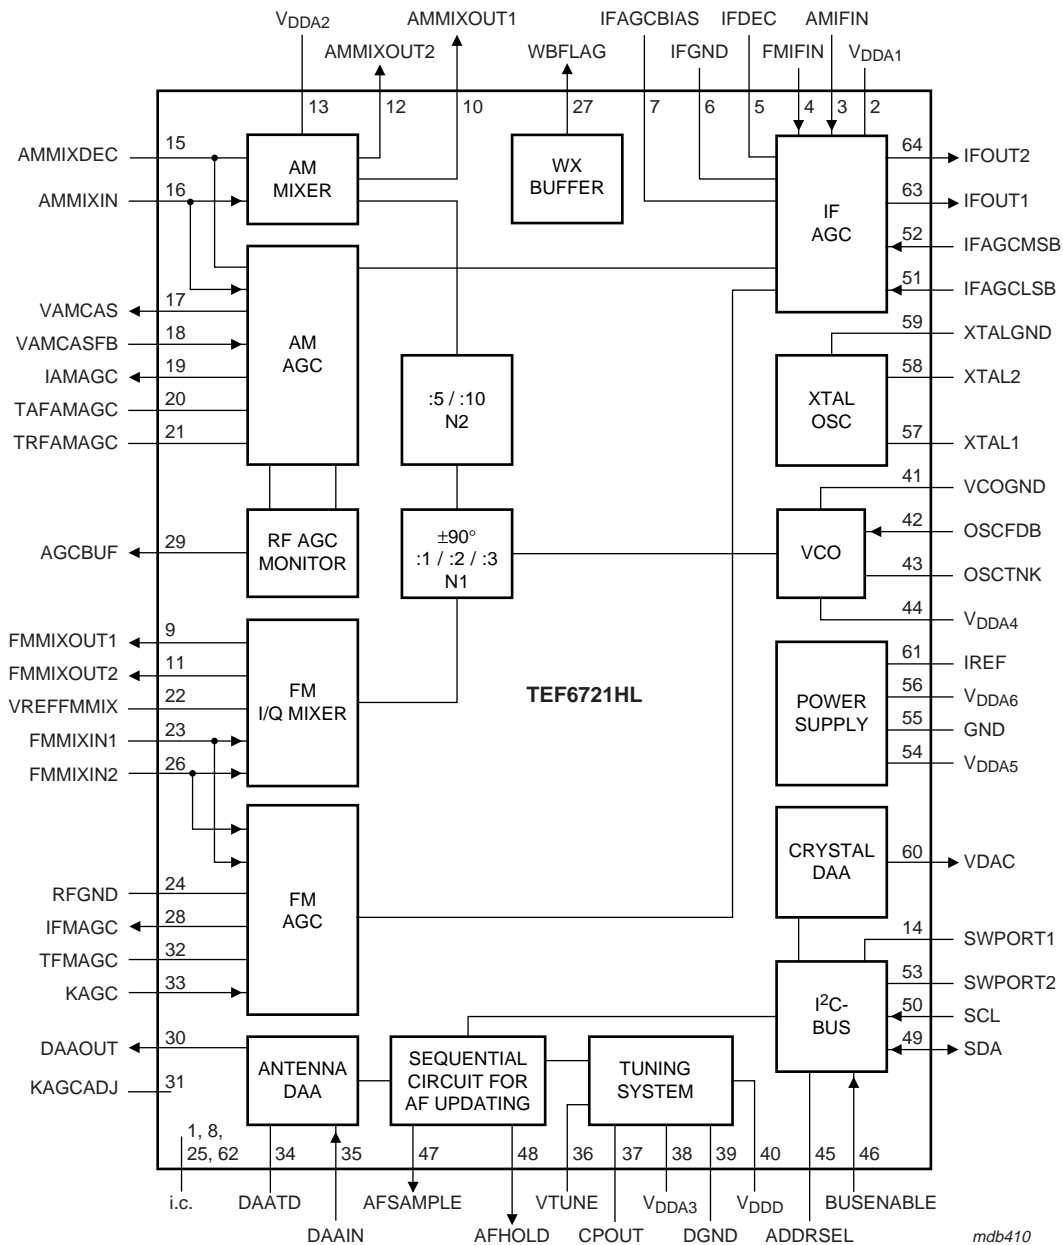 VDDA2
AMMIXOUT2
AMMIXOUT1
WBFLAG
IFAGCBIAS
IFGND
IFDEC
FMIFIN
AMIFIN
VDDA1
13
12
10
27
7
6
5
4
3
2
AMMIXDEC
15
AMMIXIN
16
AM
MIXER
WX
BUFFER
IF
AGC
64
IFOUT2
63
IFOUT1
52
IFAGCMSB
51
IFAGCLSB
VAMCAS
17
VAMCASFB
18
IAMAGC
19
TAFAMAGC
20
TRFAMAGC
21
AM
AGC
:5 / :10
N2
XTAL
OSC
59
XTALGND
58
XTAL2
57
XTAL1
AGCBUF
29
RF AGC
MONITOR
±90°
:1 / :2 / :3
N1
VCO
41
VCOGND
42
OSCFDB
43
OSCTNK
44
VDDA4
FMMIXOUT1
9
FMMIXOUT2
11
VREFFMMIX
22
FMMIXIN1
23
FMMIXIN2
26
FM
I/Q MIXER
TEF6721HL
POWER
SUPPLY
61
IREF
56
VDDA6
55
GND
54
VDDA5
RFGND
24
IFMAGC
28
TFMAGC
32
KAGC
33
FM
AGC
CRYSTAL
DAA
60
VDAC
14
SWPORT1
53
SWPORT2
50
SCL
49
SDA
I²C-
BUS
DAAOUT
30
KAGCADJ
31
ANTENNA
DAA
SEQUENTIAL
CIRCUIT FOR
AF UPDATING
TUNING
SYSTEM
1, 8,
25, 62
34
35
47
48
36
37
38
39
40
45
46
i.c.
DAATD
DAAIN
AFSAMPLE
AFHOLD
VTUNE
CPOUT
VDDA3
DGND
VDDD
ADDRSEL
BUSENABLE
mdb410